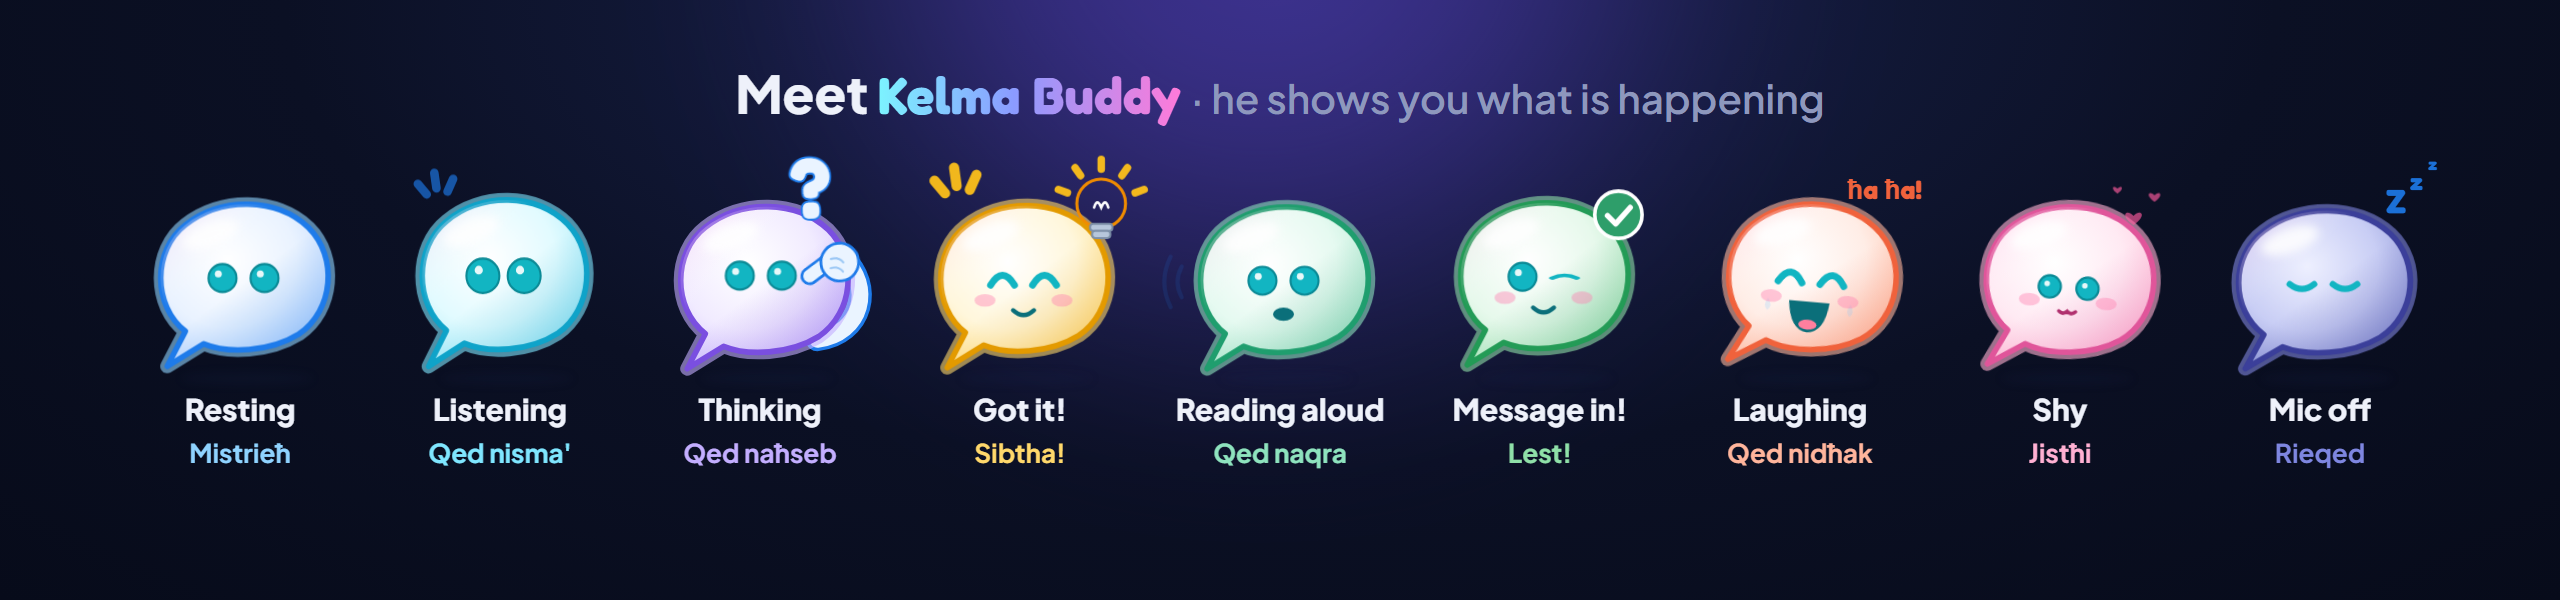 Meet Kelma Buddy · he shows you what is happening
?
ħa ħa!
z z z
Resting
Mistrieħ
Listening
Qed nisma'
Thinking
Qed naħseb
Got it!
Sibtha!
Reading aloud
Qed naqra
Message in!
Lest!
Laughing
Qed nidħak
Shy
Jistħi
Mic off
Rieqed